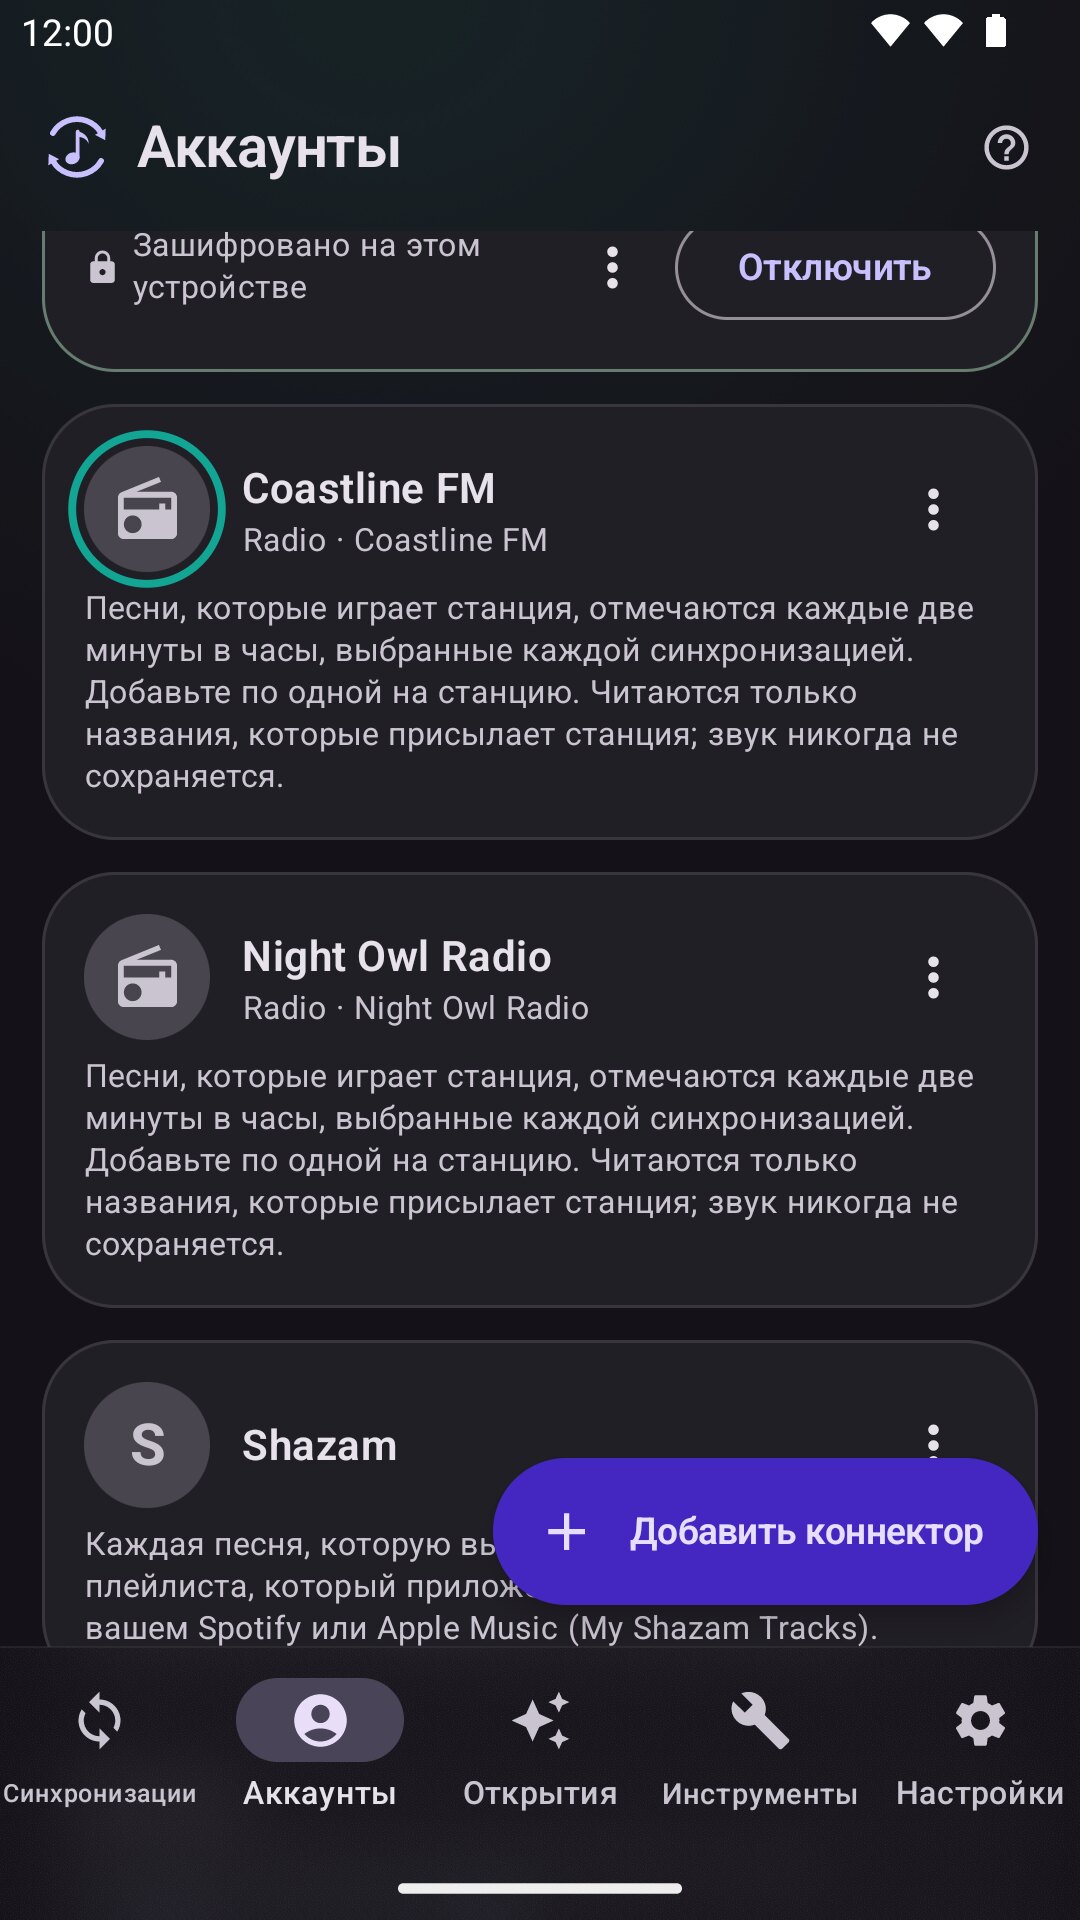 12:00
Аккаунты
Зашифровано на этом
устройстве
Отключить
Coastline FM
Radio · Coastline FM
Песни, которые играет станция, отмечаются каждые две
минуты в часы, выбранные каждой синхронизацией.
Добавьте по одной на станцию. Читаются только
названия, которые присылает станция; звук никогда не
сохраняется.
Night Owl Radio
Radio · Night Owl Radio
Песни, которые играет станция, отмечаются каждые две
минуты в часы, выбранные каждой синхронизацией.
Добавьте по одной на станцию. Читаются только
названия, которые присылает станция; звук никогда не
сохраняется.
S
Shazam
Каждая песня, которую
плейлиста, который
вашем Spotify или Apple Music (My Shazam Tracks).
Добавить коннектор
Синхронизации
Аккаунты
Открытия
Инструменты
Настройки